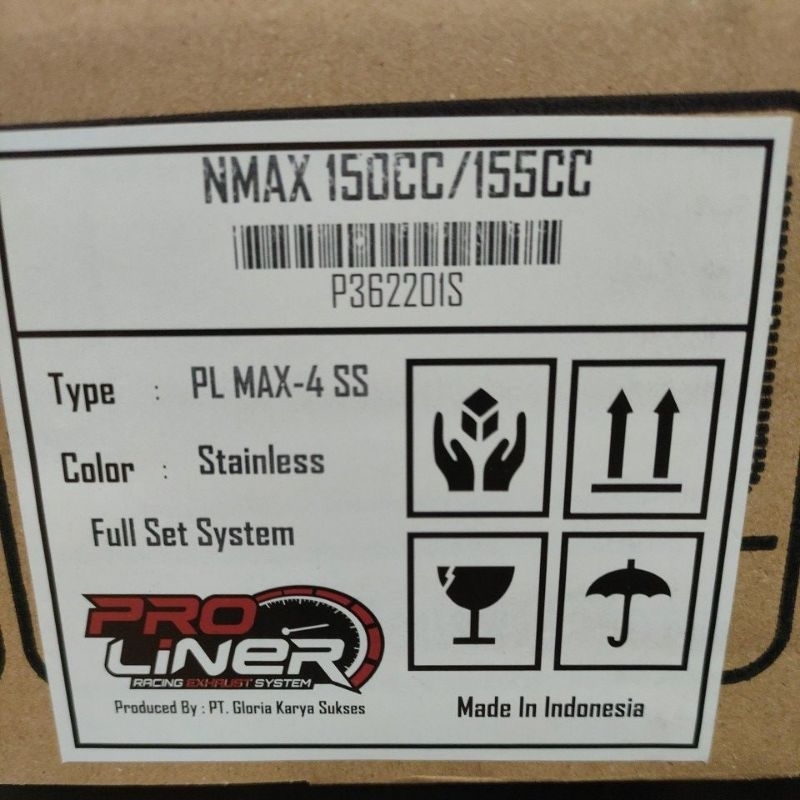 NMAX 150CC/155CC
P362201S
Type : PL MAX-4 SS
Color : Stainless
Full Set System
PRO
LINER
RACING EXHAUST SYSTEM
Produced By : PT. Gloria Karya Sukses
Made In Indonesia